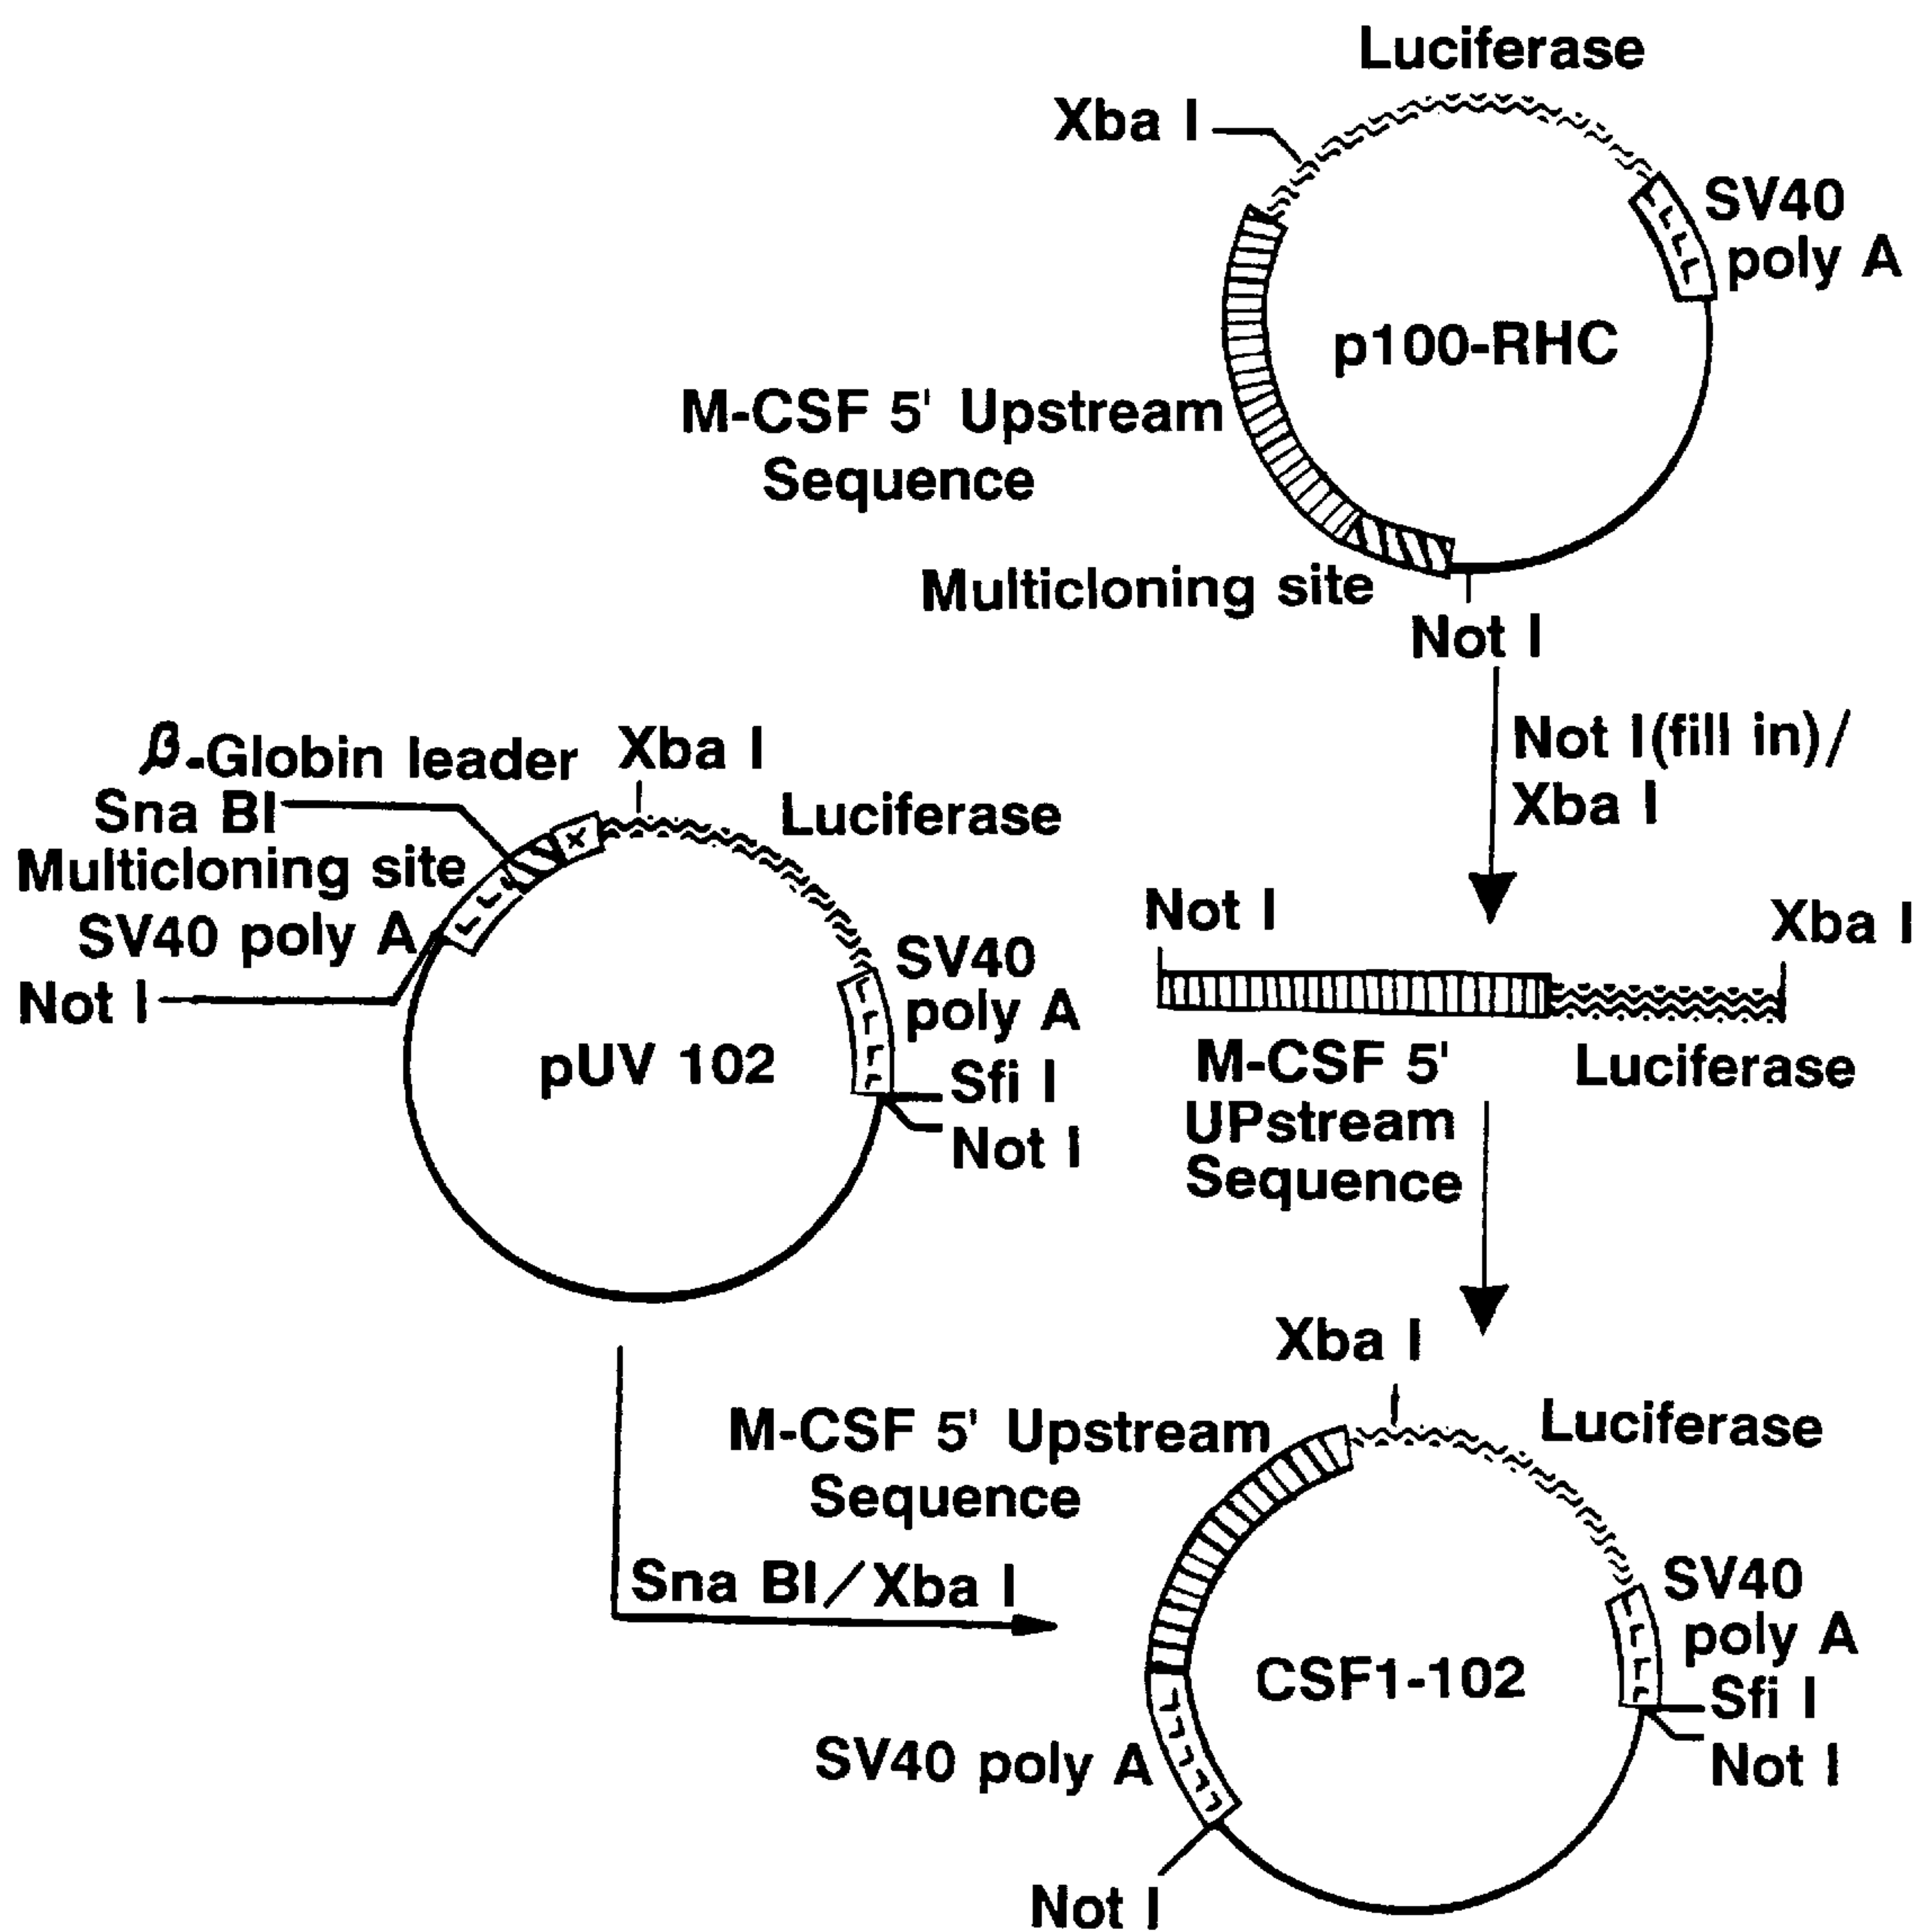 Luciferase
Xba I
SV40
poly A
p100-RHC
M-CSF 5' Upstream
Sequence
Multicloning site
Not I
Not I(fill in)/
Xba I
β-Globin leader
Xba I
Sna BI
Luciferase
Multicloning site
SV40 poly A
Not I
SV40
poly A
Sfi I
Not I
pUV 102
Not I
Xba I
M-CSF 5'
UPstream
Sequence
Luciferase
Sna BI/Xba I
Xba I
M-CSF 5' Upstream
Sequence
Luciferase
SV40
poly A
Sfi I
Not I
CSF1-102
SV40 poly A
Not I